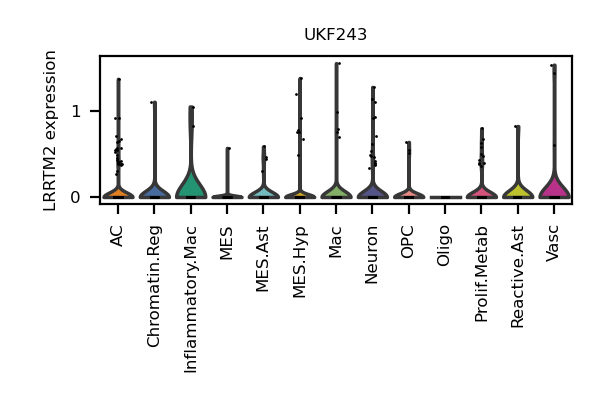 UKF243
LRRTM2 expression
1
0
AC
Chromatin.Reg
Inflammatory.Mac
MES
MES.Ast
MES.Hyp
Mac
Neuron
OPC
Oligo
Prolif.Metab
Reactive.Ast
Vasc